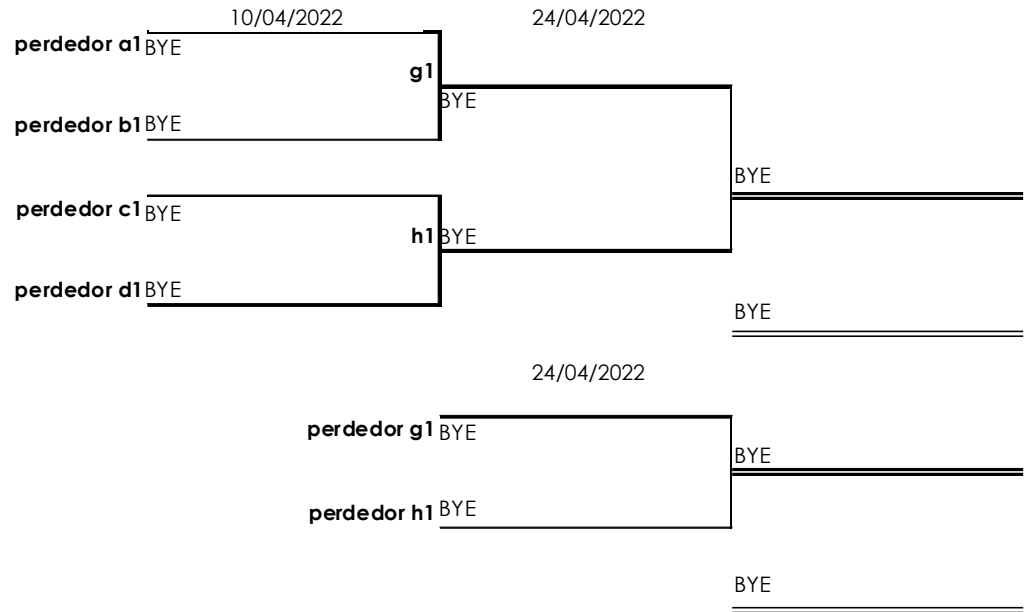 10/04/2022 24/04/2022
perdedor a1 BYE
g1
BYE
perdedor b1 BYE
BYE
perdedor c1 BYE
h1 BYE
perdedor d1 BYE
BYE
24/04/2022
perdedor g1 BYE
BYE
perdedor h1 BYE
BYE